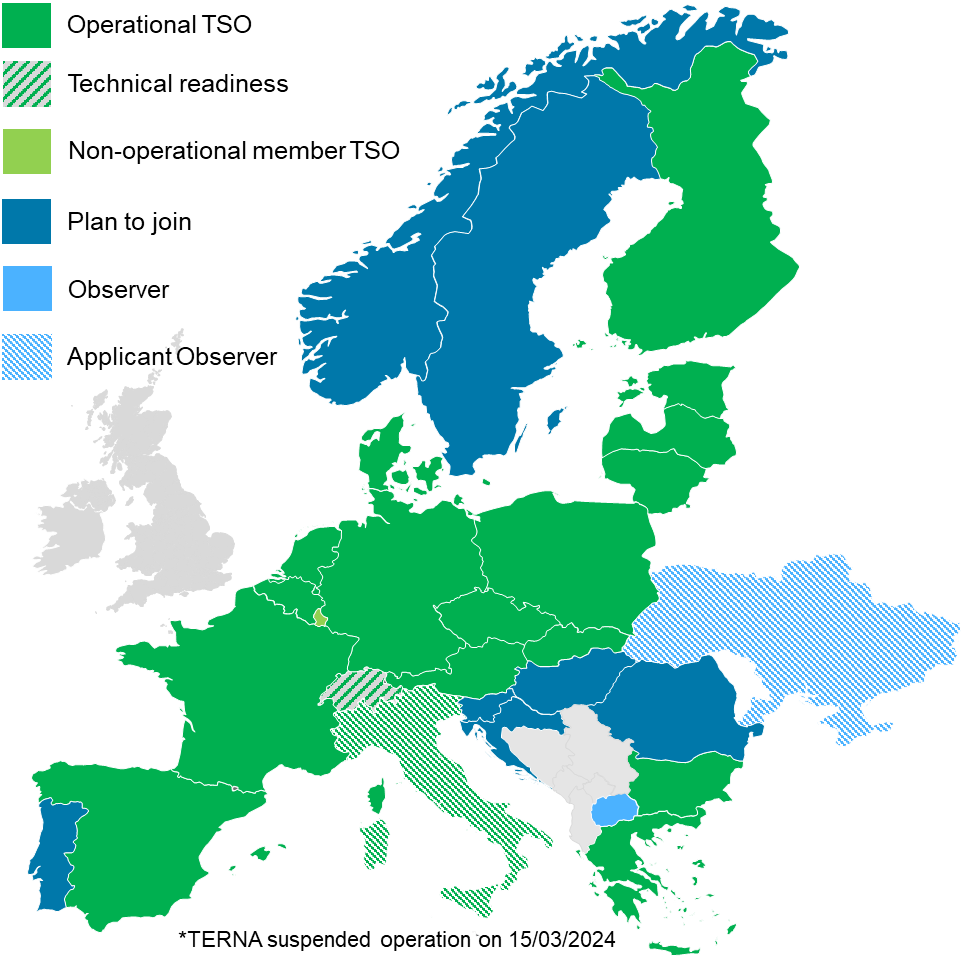 Operational TSO
Technical readiness
Non-operational member TSO
Plan to join
Observer
Applicant Observer
*TERNA suspended operation on 15/03/2024